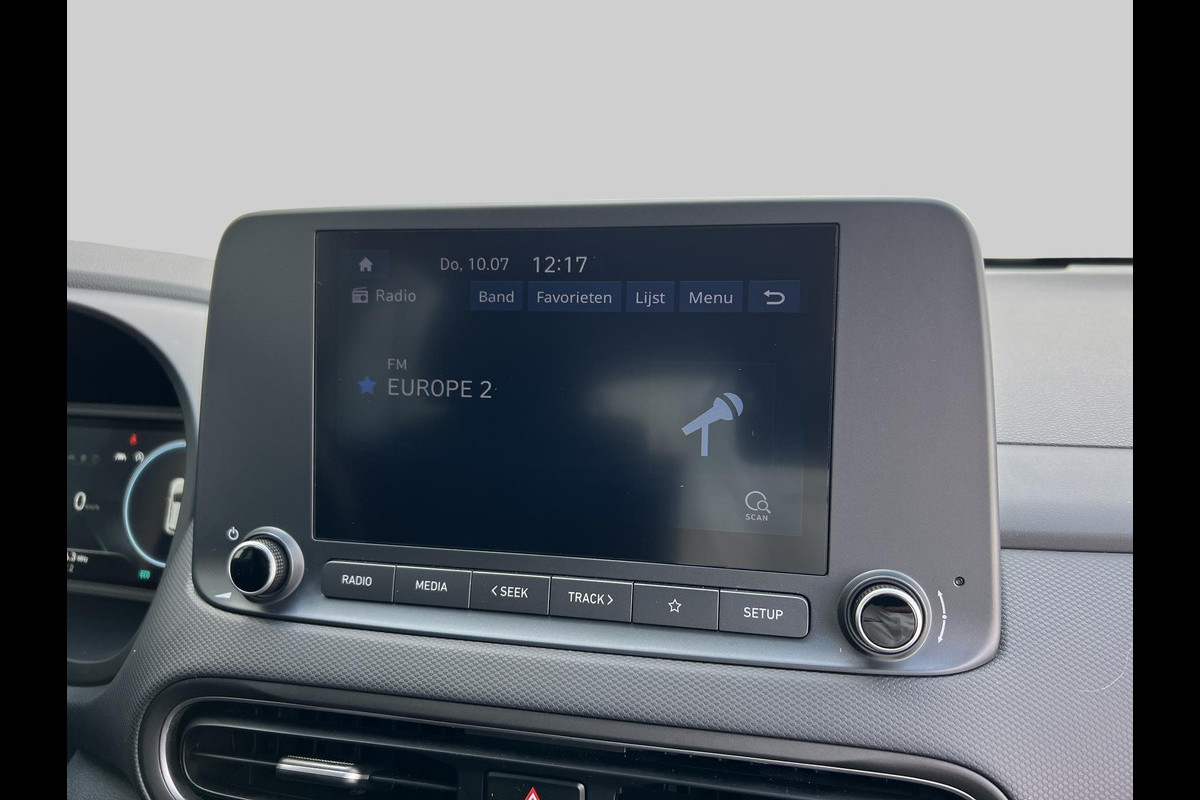 Do, 10.07 12:17
Radio
Band Favorieten Lijst Menu
FM
EUROPE 2
SCAN
RADIO MEDIA < SEEK TRACK > SETUP
0